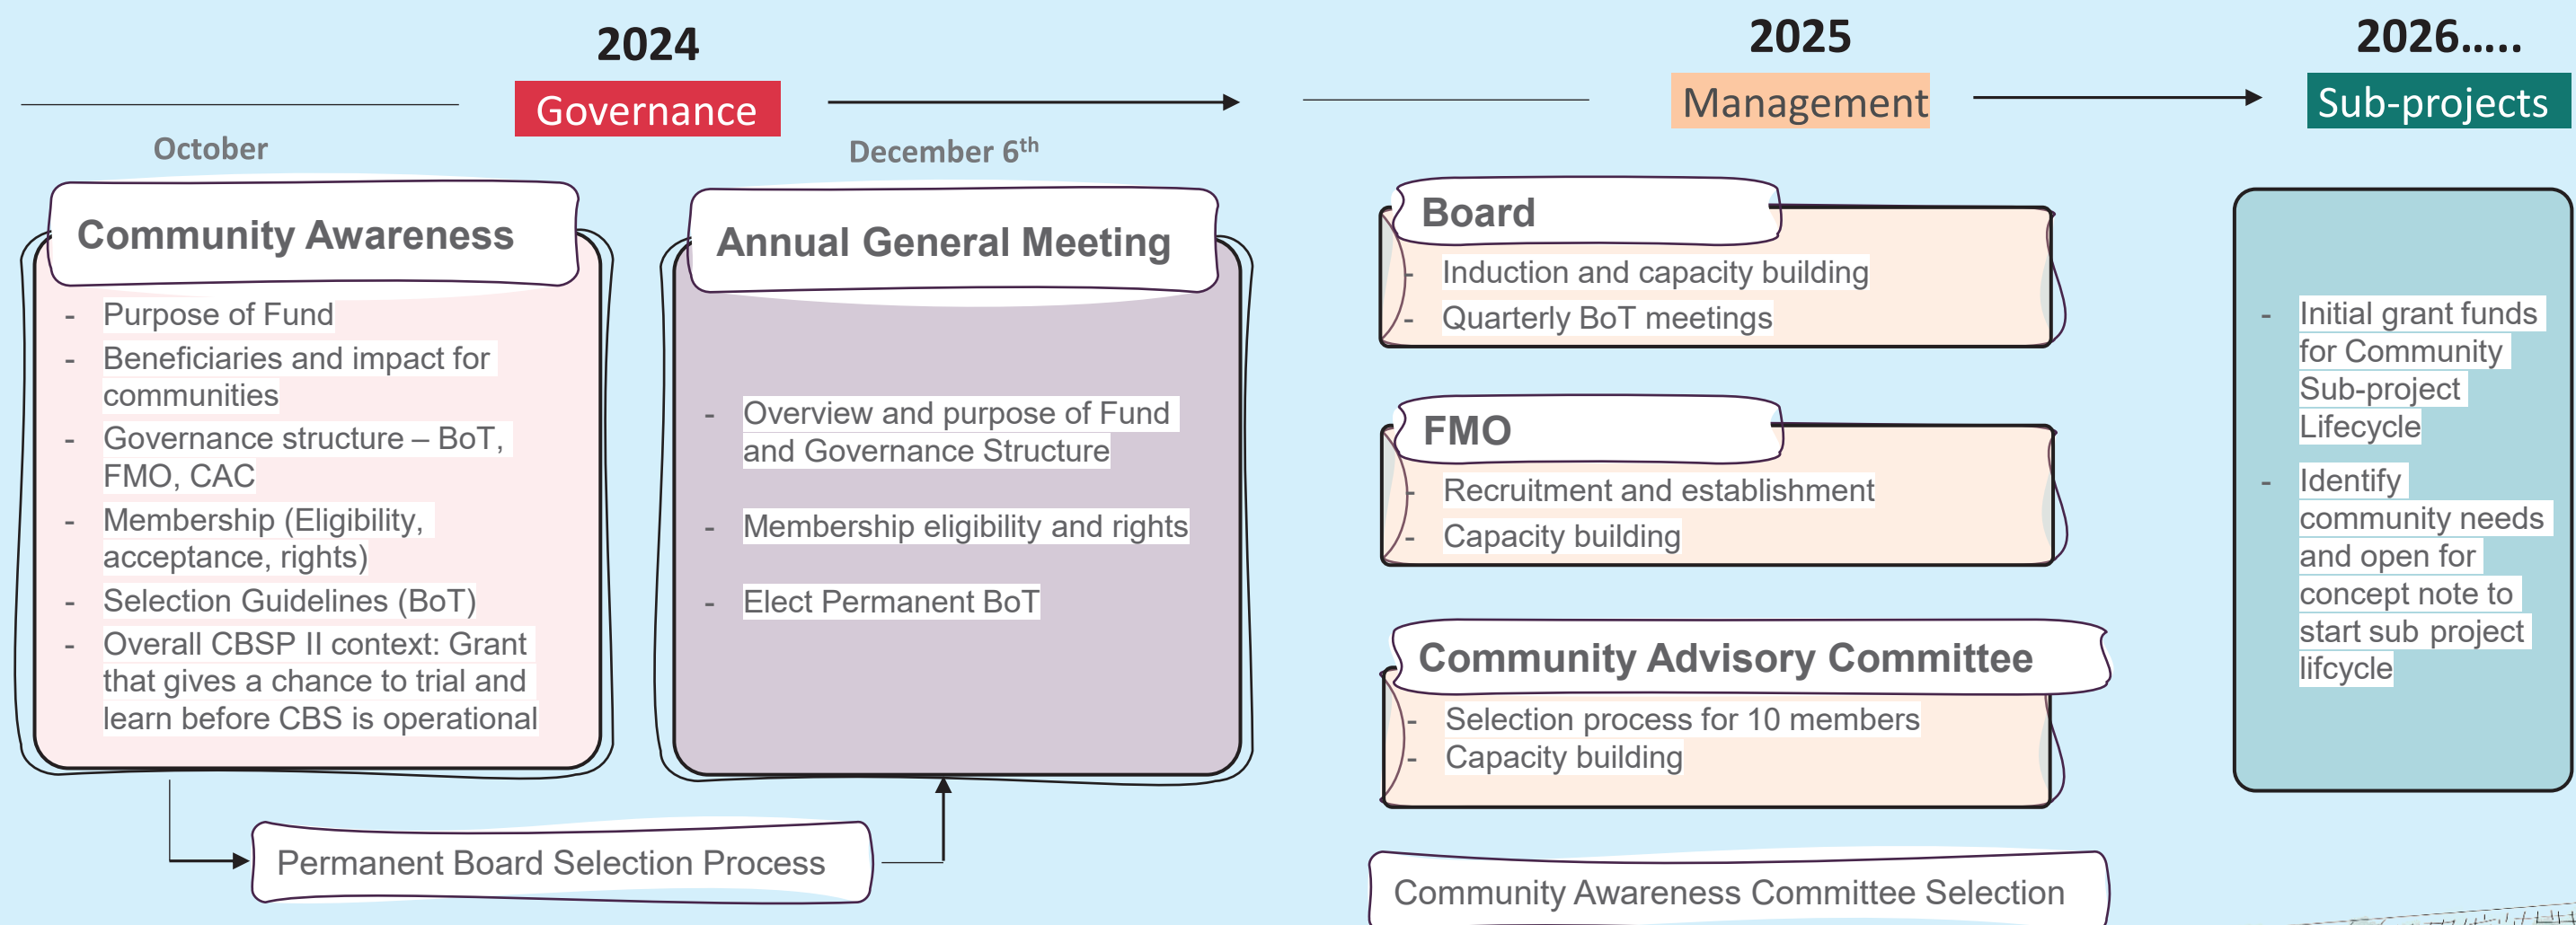 2024
Governance
October
December 6th
Community Awareness
- Purpose of Fund
- Beneficiaries and impact for
communities
- Governance structure – BoT,
FMO, CAC
- Membership (Eligibility,
acceptance, rights)
- Selection Guidelines (BoT)
- Overall CBSP II context: Grant
that gives a chance to trial and
learn before CBS is operational
Annual General Meeting
- Overview and purpose of Fund
and Governance Structure
- Membership eligibility and rights
- Elect Permanent BoT
Permanent Board Selection Process
2025
Management
Board
- Induction and capacity building
- Quarterly BoT meetings
FMO
- Recruitment and establishment
- Capacity building
Community Advisory Committee
- Selection process for 10 members
- Capacity building
Community Awareness Committee Selection
2026.....
Sub-projects
- Initial grant funds
for Community
Sub-project
Lifecycle
- Identify
community needs
and open for
concept note to
start sub project
lifcycle